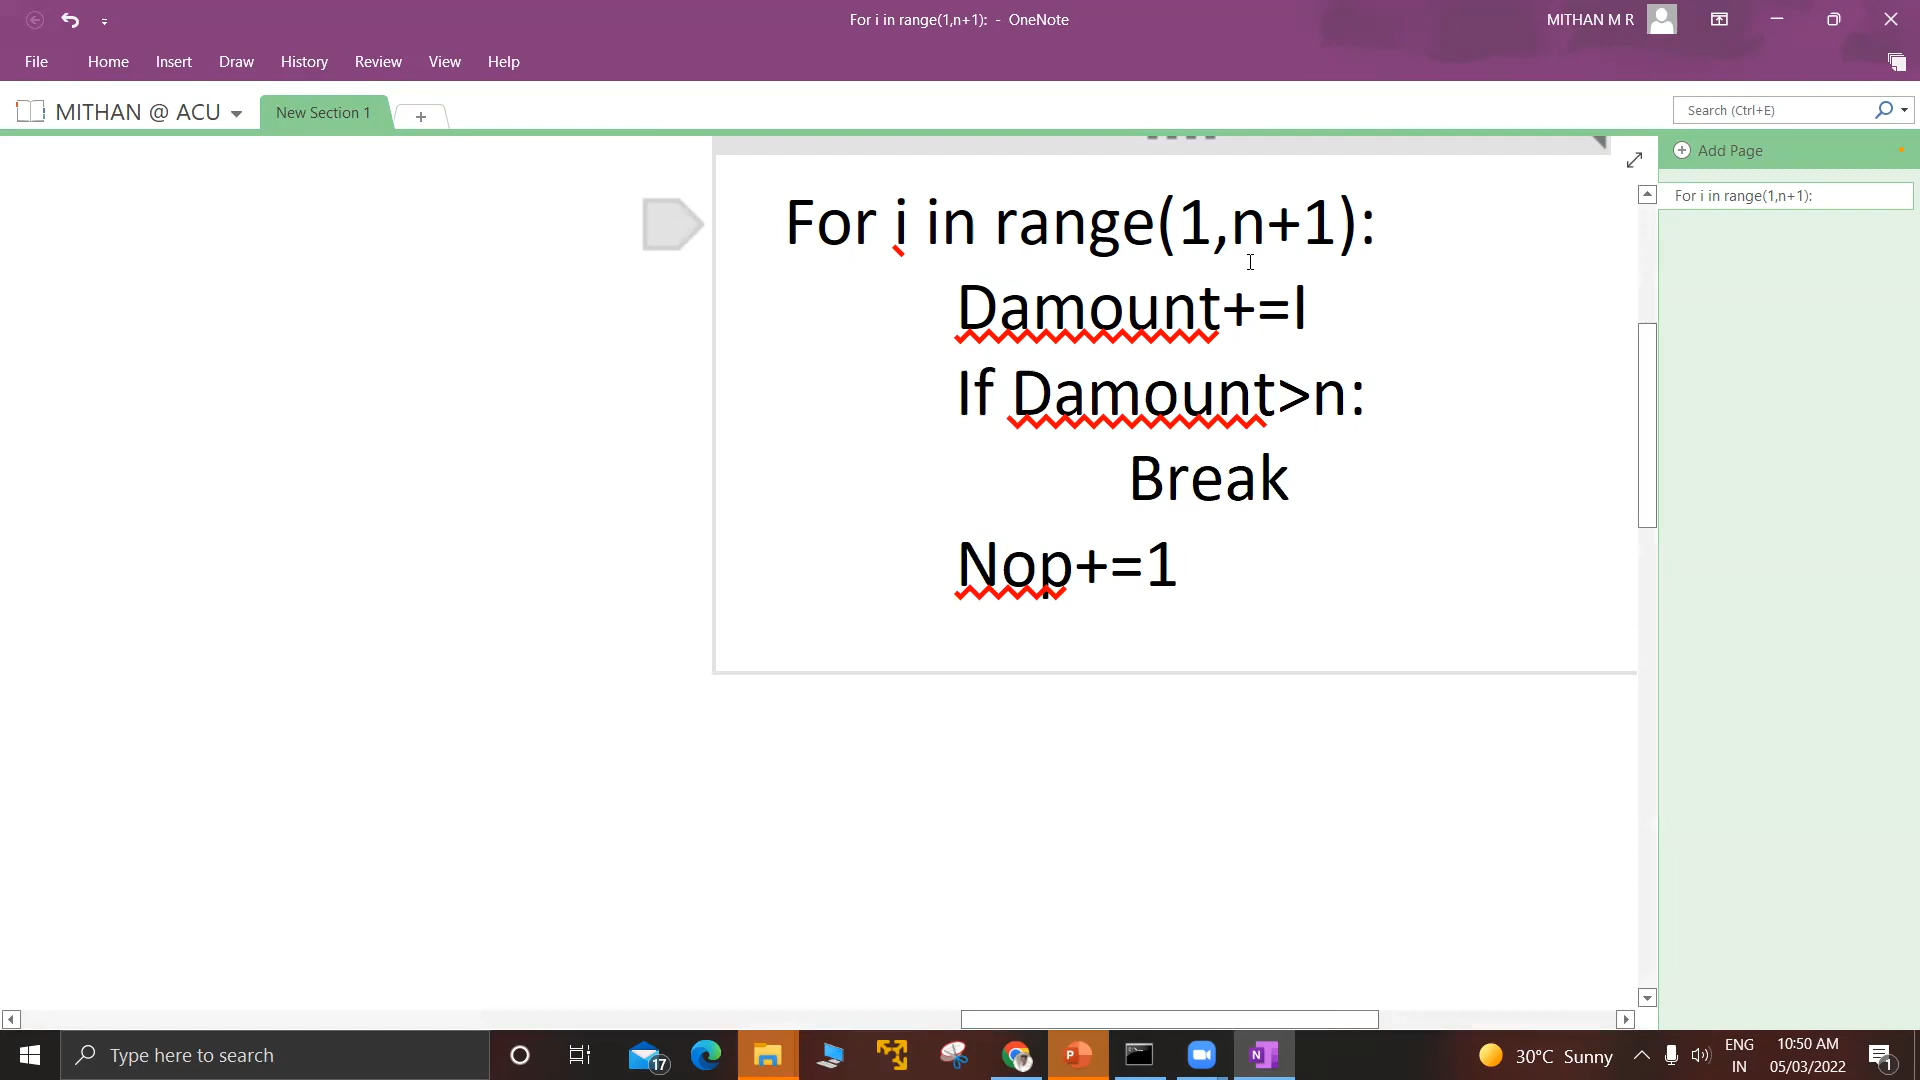 For i in range(1,n+1):  -  OneNote
MITHAN M R
File Home Insert Draw History Review View Help
MITHAN @ ACU
New Section 1
+
Search (Ctrl+E)
Add Page
For i in range(1,n+1):
For i in range(1,n+1):
Damount+=I
If Damount>n:
Break
Nop+=1
Type here to search
17
30°C Sunny
ENG
IN
10:50 AM
05/03/2022
1